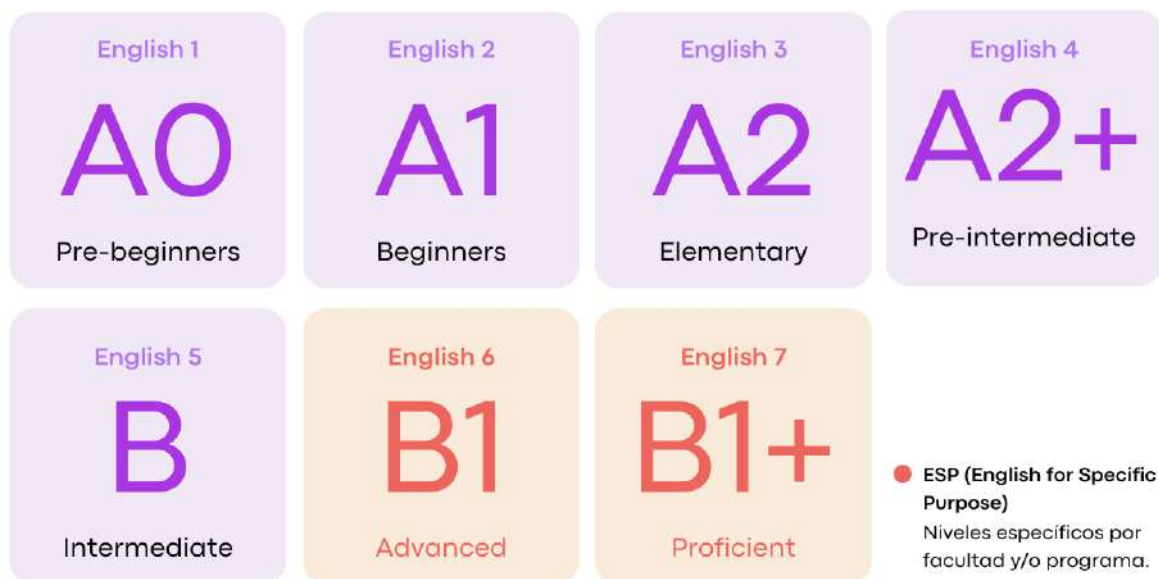 English 1
A0
Pre-beginners
English 2
A1
Beginners
English 3
A2
Elementary
English 4
A2+
Pre-intermediate
English 5
B
Intermediate
English 6
B1
Advanced
English 7
B1+
Proficient
ESP (English for Specific
Purpose)
Niveles específicos por
facultad y/o programa.